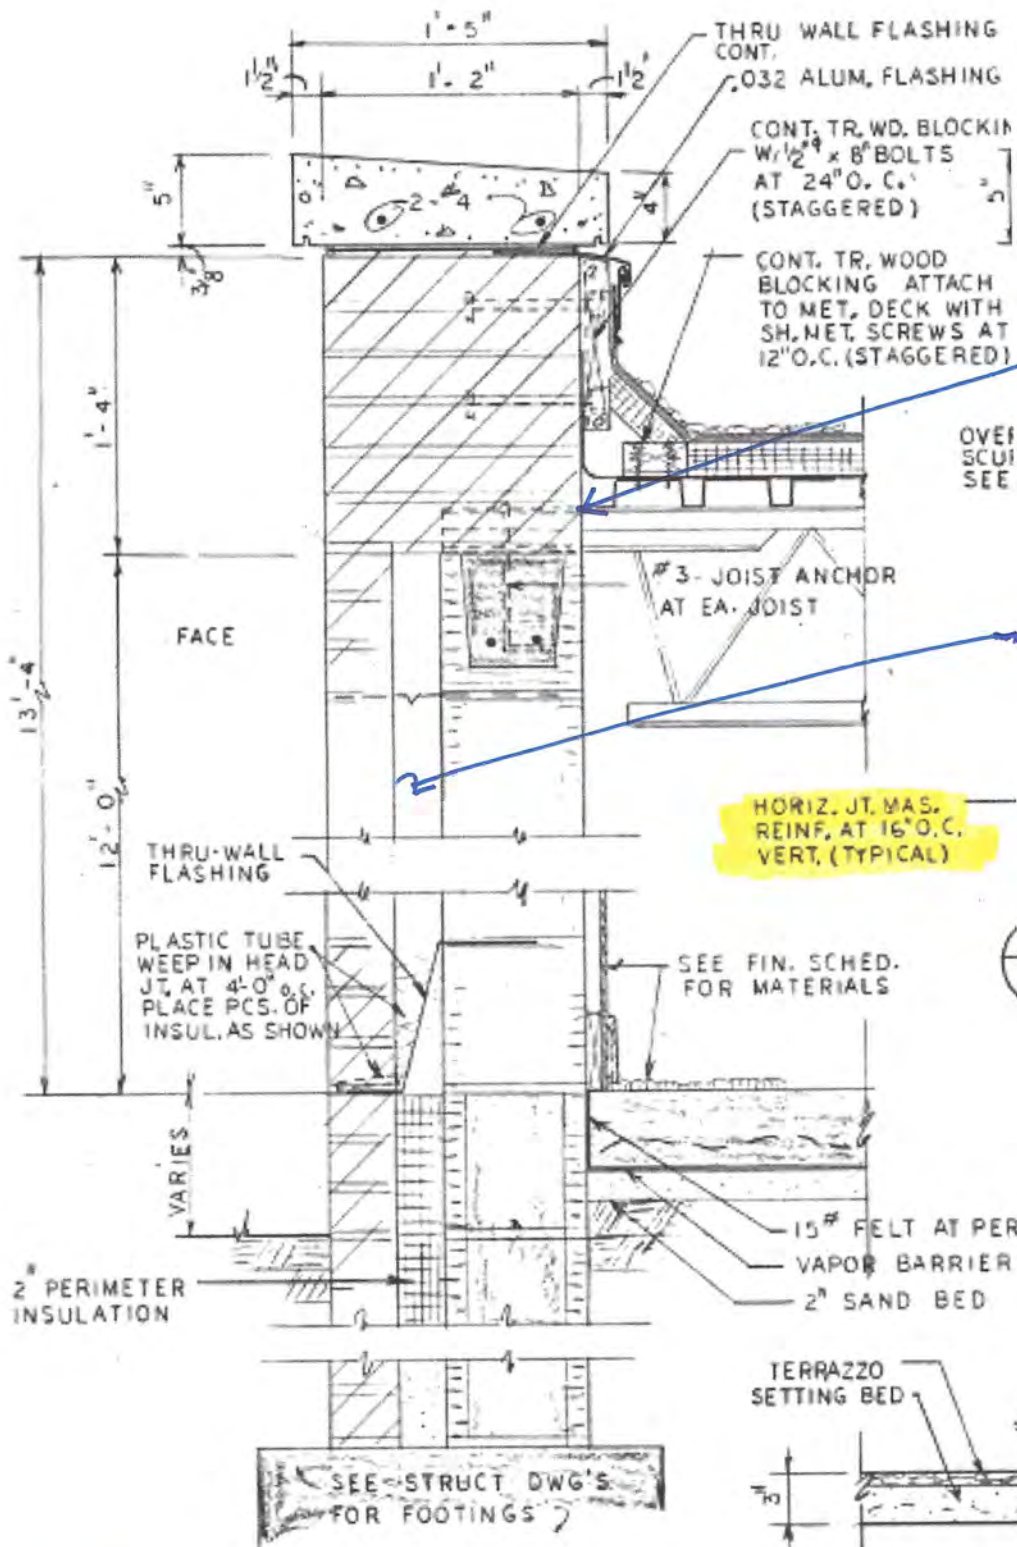 1'-5"
1½"
1'-2"
1½"
THRU WALL FLASHING
CONT.
.032 ALUM. FLASHING
CONT. TR. WD. BLOCKIN
W/ ½"φ x 8" BOLTS
AT 24" O. C.
(STAGGERED)
5"
5"
2 - 4
4"
3/8"
CONT. TR. WOOD
BLOCKING ATTACH
TO MET. DECK WITH
SH. MET. SCREWS AT
12" O.C. (STAGGERED)
1'-4"
OVER
SCUP
SEE
#3-JOIST ANCHOR
AT EA. JOIST
FACE
13'-4"
12'-0"
HORIZ. JT. MAS.
REINF. AT 16" O.C.
VERT. (TYPICAL)
THRU-WALL
FLASHING
PLASTIC TUBE
WEEP IN HEAD
JT. AT 4'-0" O.C.
PLACE PCS. OF
INSUL. AS SHOWN
SEE FIN. SCHED.
FOR MATERIALS
VARIES
15# FELT AT PER
VAPOR BARRIER
2" SAND BED
2" PERIMETER
INSULATION
TERRAZZO
SETTING BED
3"
SEE STRUCT DWG'S
FOR FOOTINGS